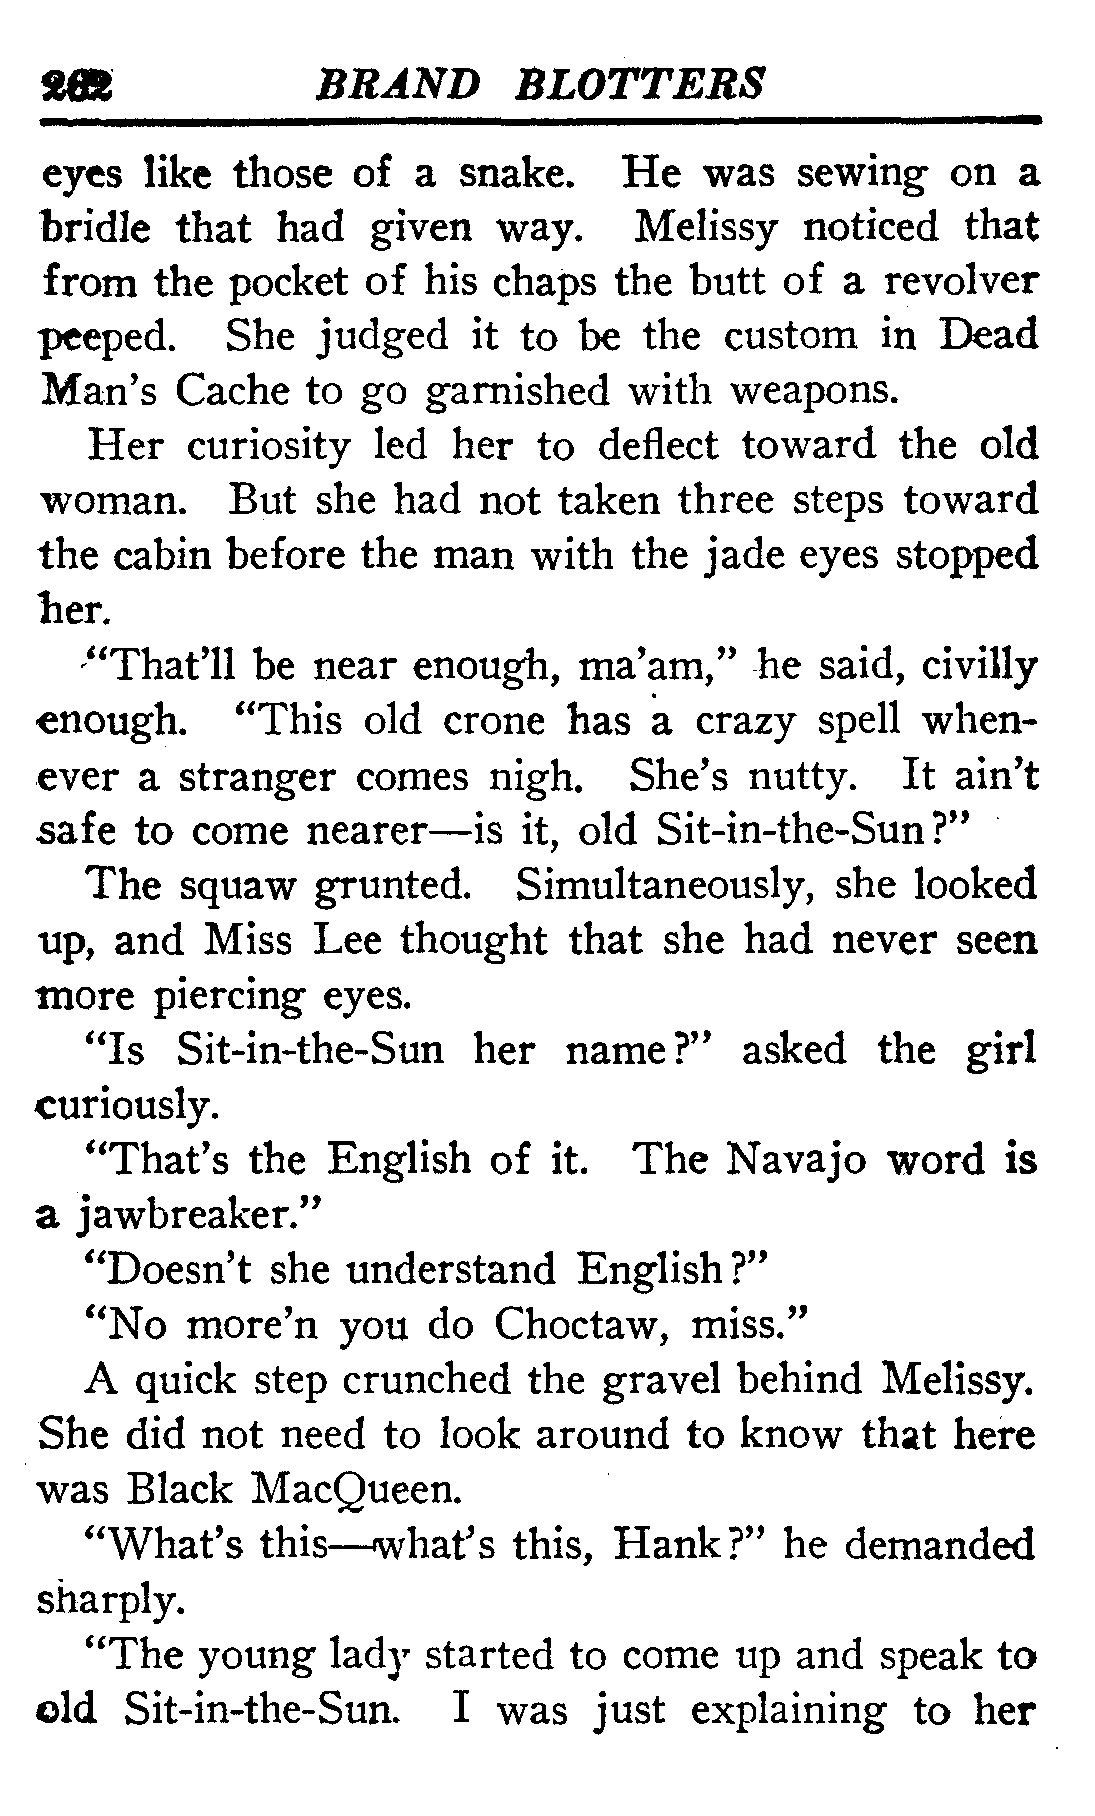 262 BRAND BLOTTERS
eyes like those of a snake. He was sewing on a
bridle that had given way. Melissy noticed that
from the pocket of his chaps the butt of a revolver
peeped. She judged it to be the custom in Dead
Man's Cache to go garnished with weapons.
Her curiosity led her to deflect toward the old
woman. But she had not taken three steps toward
the cabin before the man with the jade eyes stopped
her.
“That'll be near enough, ma'am,” he said, civilly
enough. “This old crone has a crazy spell when-
ever a stranger comes nigh. She's nutty. It ain't
safe to come nearer—is it, old Sit-in-the-Sun?”
The squaw grunted. Simultaneously, she looked
up, and Miss Lee thought that she had never seen
more piercing eyes.
“Is Sit-in-the-Sun her name?” asked the girl
curiously.
“That's the English of it. The Navajo word is
a jawbreaker.”
“Doesn't she understand English?”
“No more'n you do Choctaw, miss.”
A quick step crunched the gravel behind Melissy.
She did not need to look around to know that here
was Black MacQueen.
“What's this—what's this, Hank?” he demanded
sharply.
“The young lady started to come up and speak to
old Sit-in-the-Sun. I was just explaining to her